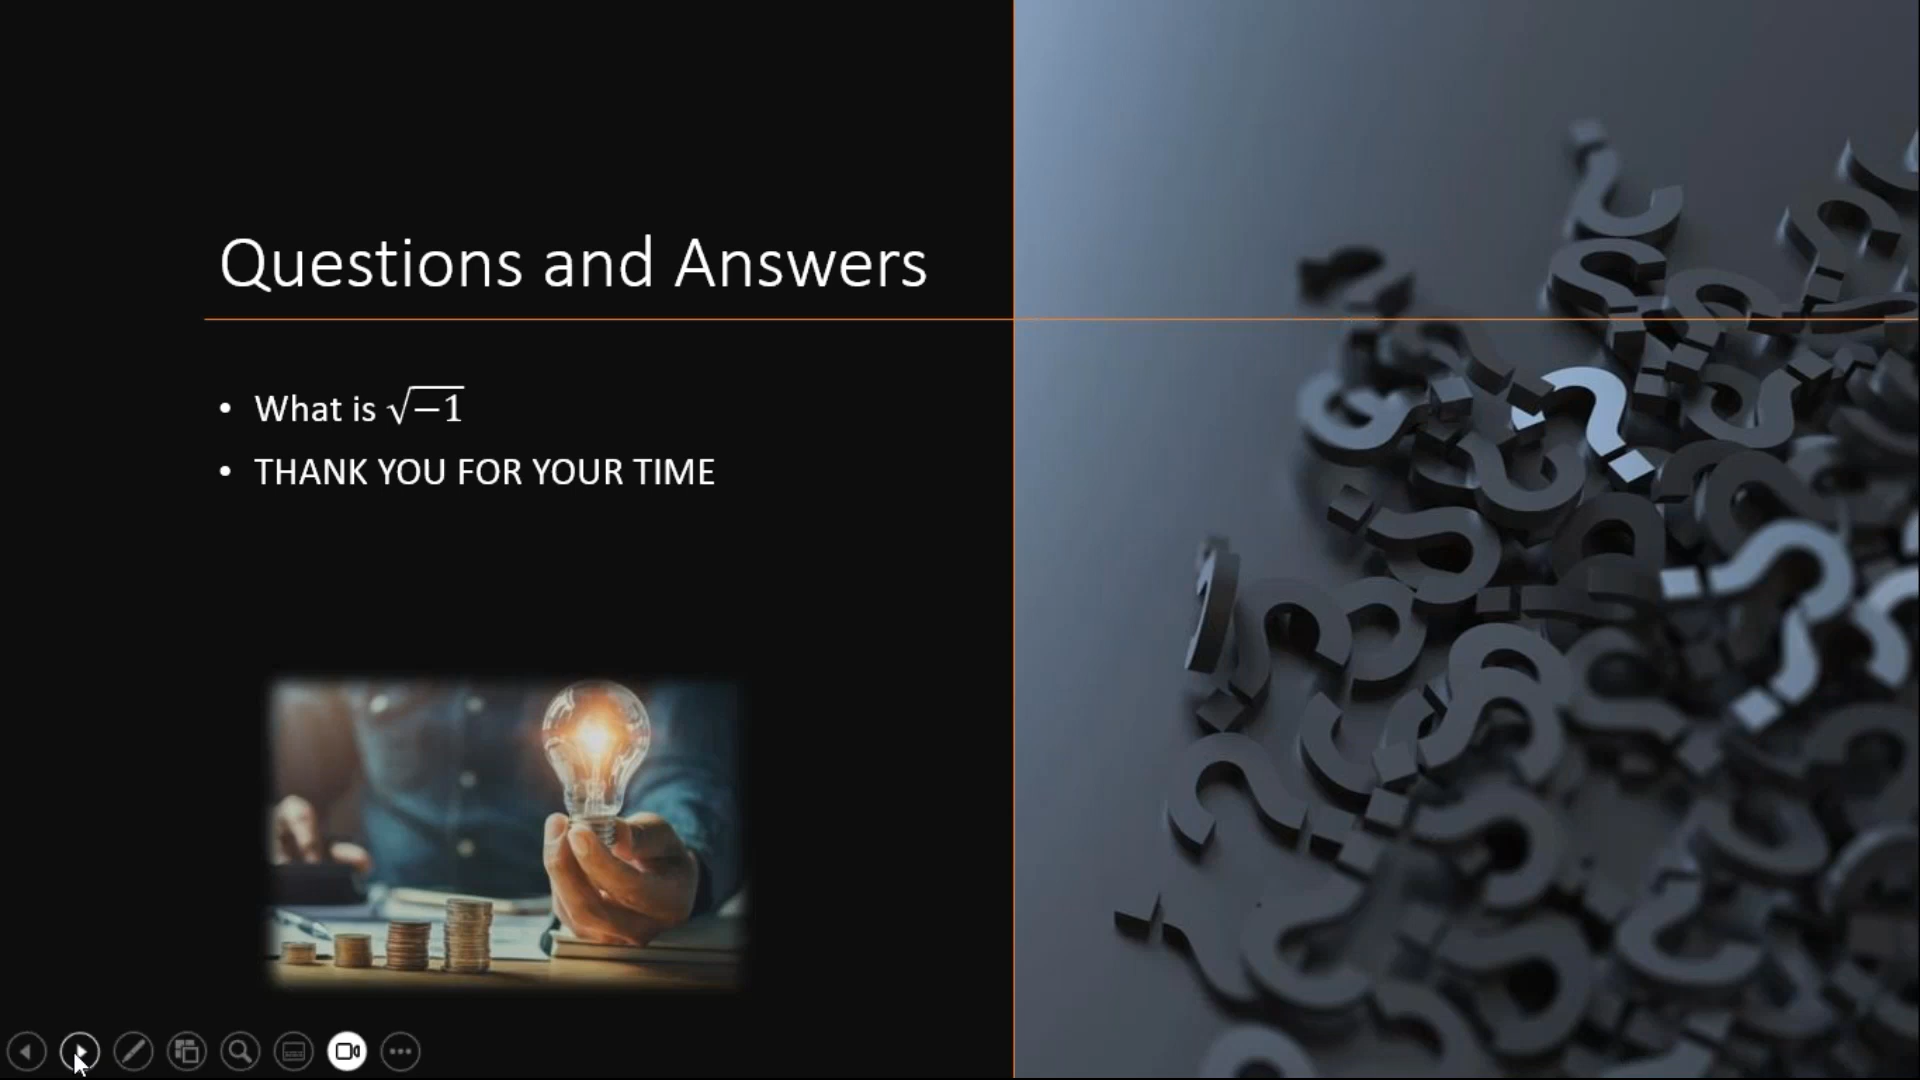 Questions and Answers
• What is √−1
• THANK YOU FOR YOUR TIME